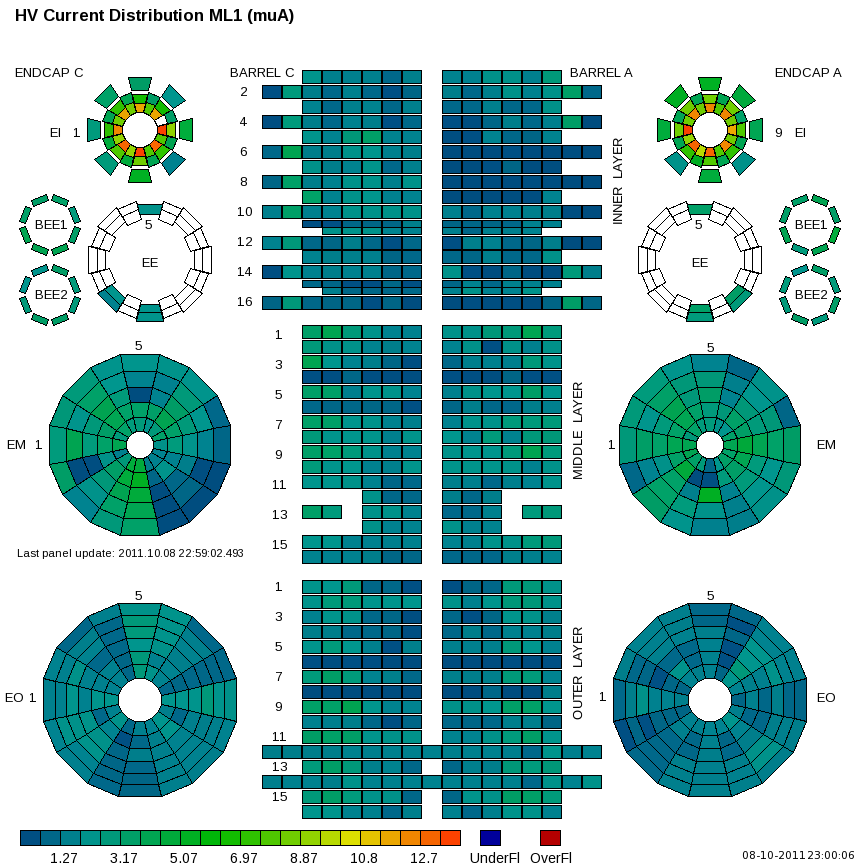 HV Current Distribution ML1 (muA)
ENDCAP C
BARREL C
BARREL A
ENDCAP A
2
4
EI 1
9 EI
6
INNER LAYER
8
10
BEE1
5
5
BEE1
12
EE
EE
14
BEE2
BEE2
16
1
5
5
3
5
MIDDLE LAYER
7
EM 1
1
EM
9
11
13
15
Last panel update: 2011.10.08 22:59:02.493
1
5
5
3
5
OUTER LAYER
7
EO 1
1
EO
9
11
13
15
1.27 3.17 5.07 6.97 8.87 10.8 12.7
UnderFl
OverFl
08-10-2011 23:00:06